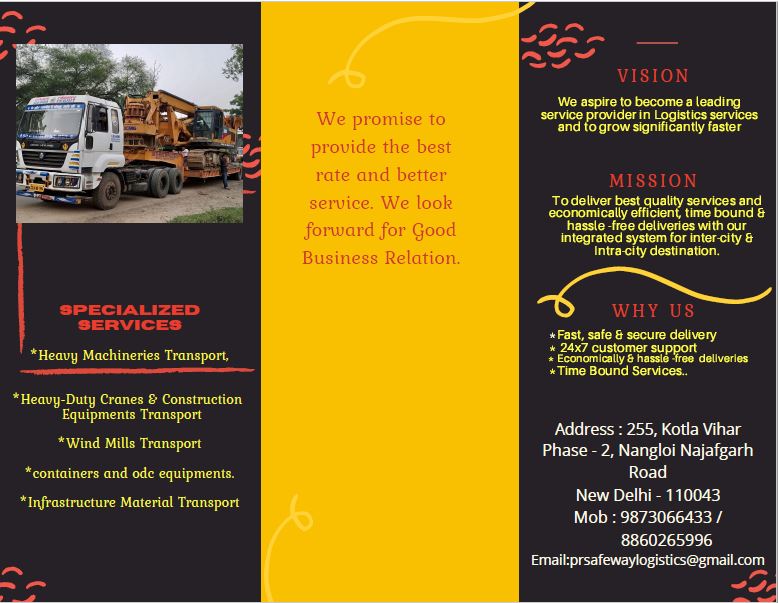 SPECIALIZED
SERVICES
*Heavy Machineries Transport,
*Heavy-Duty Cranes & Construction
Equipments Transport
*Wind Mills Transport
*containers and odc equipments.
*Infrastructure Material Transport
We promise to
provide the best
rate and better
service. We look
forward for Good
Business Relation.
VISION
We aspire to become a leading
service provider in Logistics services
and to grow significantly faster
MISSION
To deliver best quality services and
economically efficient, time bound &
hassle -free deliveries with our
integrated system for inter-city &
Intra-city destination.
WHY US
* Fast, safe & secure delivery
* 24x7 customer support
* Economically & hassle -free deliveries
* Time Bound Services..
Address : 255, Kotla Vihar
Phase - 2, Nangloi Najafgarh
Road
New Delhi - 110043
Mob : 9873066433 /
8860265996
Email:prsafewaylogistics@gmail.com